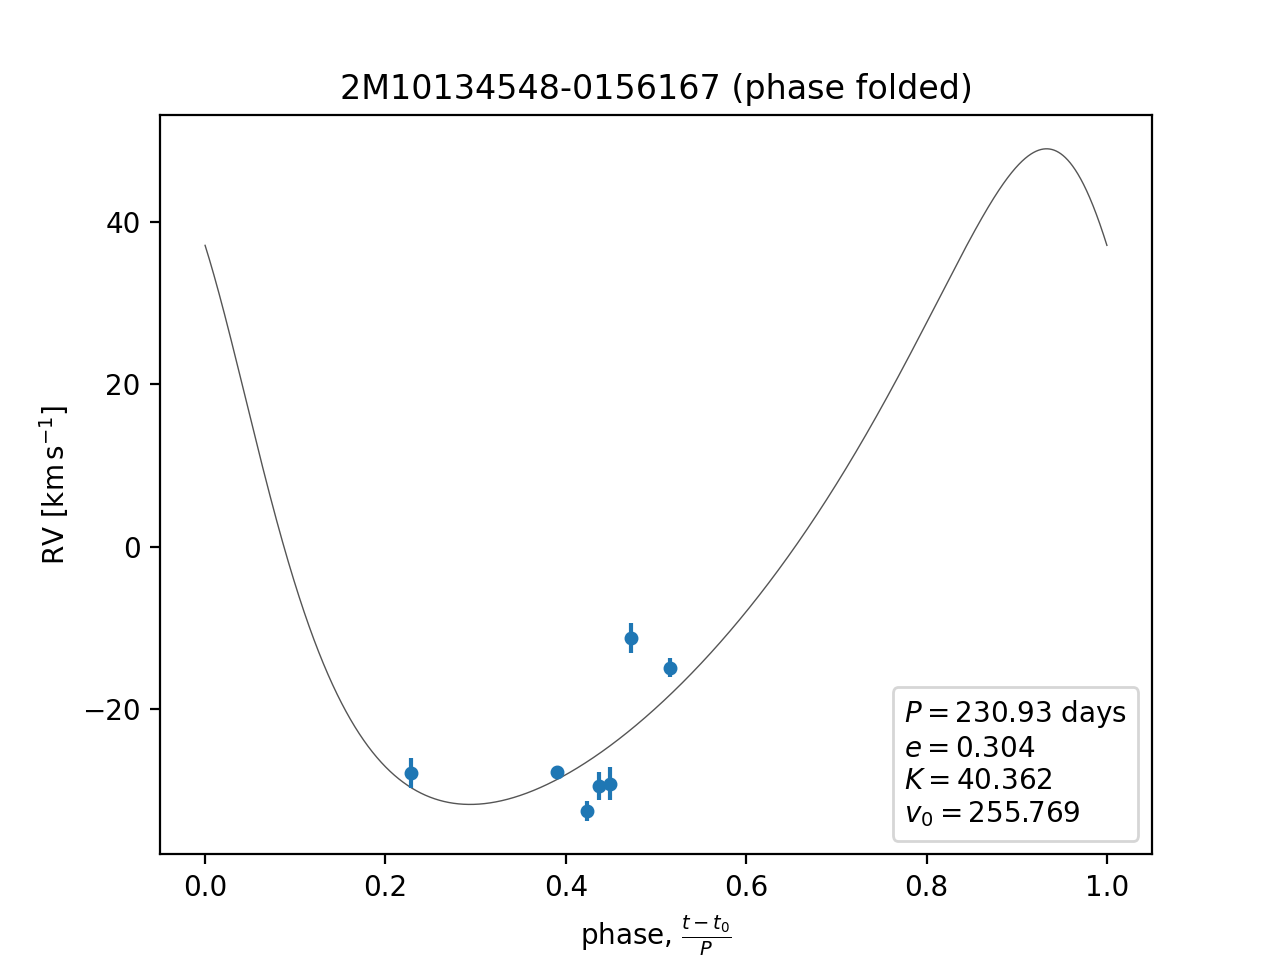 2M10134548-0156167 (phase folded)
RV [km s⁻¹]
40
20
0
−20
P = 230.93 days
e = 0.304
K = 40.362
v₀ = 255.769
0.0 0.2 0.4 0.6 0.8 1.0
phase, (t − t₀)/P